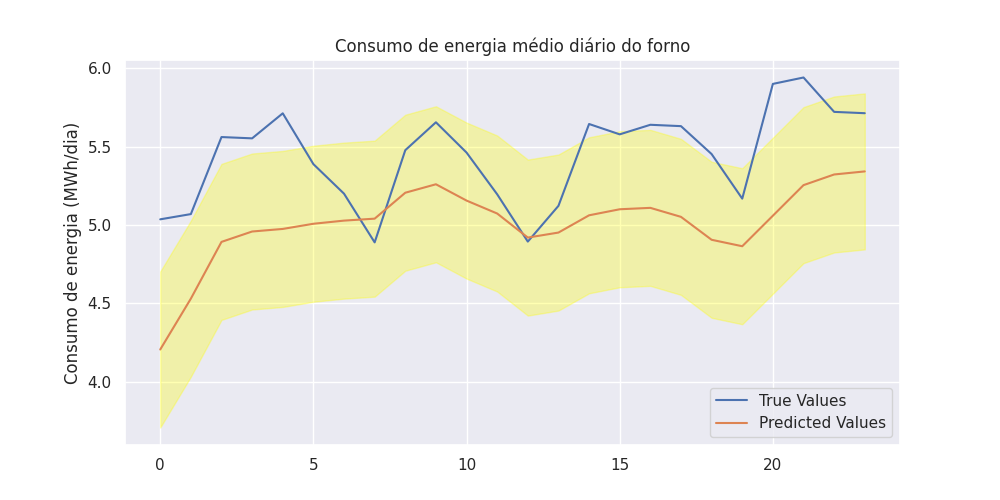 Consumo de energia médio diário do forno
Consumo de energia (MWh/dia)
6.0
5.5
5.0
4.5
4.0
0
5
10
15
20
True Values
Predicted Values